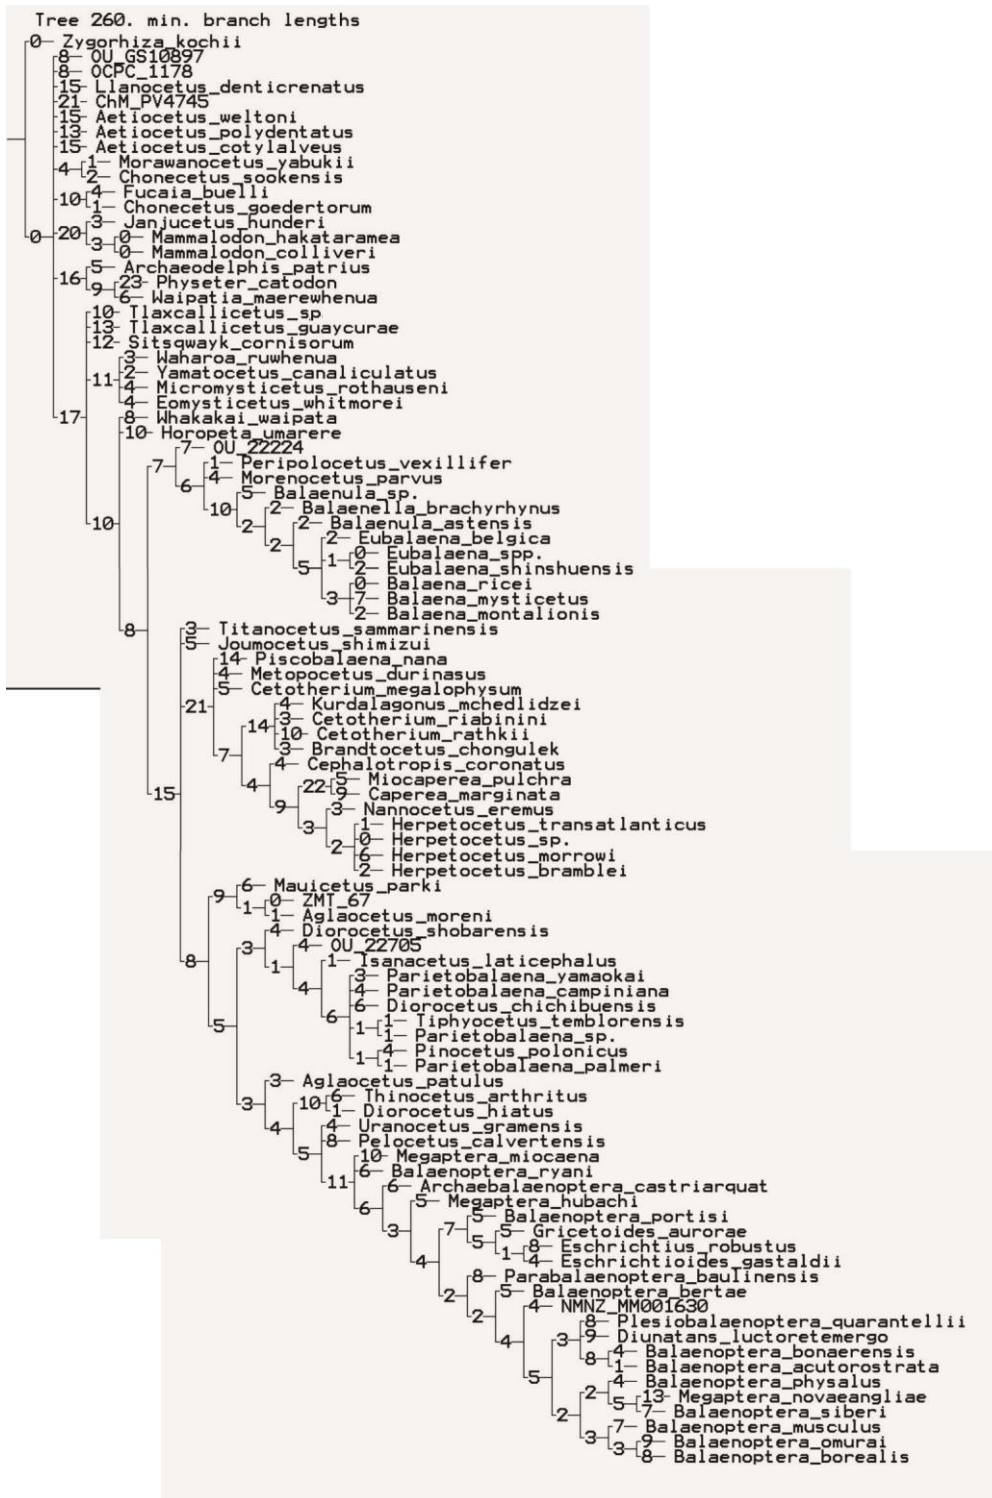 Tree 260. min. branch lengths
0 Zygorhiza_kochii
8 OU_GS10897
8 OCPC_1178
15 Llanocetus_denticrenatus
21 ChM_PV4745
15 Aetiocetus_weltoni
13 Aetiocetus_polydentatus
15 Aetiocetus_cotylalveus
1 Morawanocetus_yabukii
4
2 Chonecetus_sookensis
4 Fucaia_buelli
10
1 Chonecetus_goedertorum
3 Janjucetus_hunderi
0 20 0 Mammalodon_hakataramea
3
0 Mammalodon_colliveri
5 Archaeodelphis_patrius
16 23 Physeter_catodon
9
6 Waipatia_maerewhenua
10 Tlaxcallicetus_sp
13 Tlaxcallicetus_guaycurae
12 Sitsqwayk_cornisorum
3 Waharoa_ruwhenua
2 Yamatocetus_canaliculatus
11
4 Micromysticetus_rothauseni
4 Eomysticetus_whitmorei
17 8 Whakakai_waipata
10 Horopeta_umarere
7 OU_22224
7 1 Peripolocetus_vexillifer
4 Morenocetus_parvus
6
5 Balaenula_sp.
10 2 Balaenella_brachyrhynus
10 2 2 Balaenula_astensis
2 Eubalaena_belgica
2
1 0 Eubalaena_spp.
5 2 Eubalaena_shinshuensis
0 Balaena_ricei
3 7 Balaena_mysticetus
2 Balaena_montalionis
8 3 Titanocetus_sammarinensis
5 Joumocetus_shimizui
14 Piscobalaena_nana
4 Metopocetus_durinasus
5 Cetotherium_megalophysum
21 4 Kurdalagonus_mchedlidzei
3 Cetotherium_riabinini
14
10 Cetotherium_rathkii
7 3 Brandtocetus_chongulek
4 Cephalotropis_coronatus
4 5 Miocaperea_pulchra
22
15 9 Caperea_marginata
9 3 Nannocetus_eremus
3 1 Herpetocetus_transatlanticus
0 Herpetocetus_sp.
2
6 Herpetocetus_morrowi
2 Herpetocetus_bramblei
6 Mauicetus_parki
9
0 ZMT_67
1
1 Aglaocetus_moreni
4 Diorocetus_shobarensis
3 4 OU_22705
8 1 1 Isanacetus_laticephalus
3 Parietobalaena_yamaokai
4 4 Parietobalaena_campiniana
6 Diorocetus_chichibuensis
6
1 Tiphyocetus_temblorensis
5 1
1 Parietobalaena_sp.
4 Pinocetus_polonicus
1
1 Parietobalaena_palmeri
3 Aglaocetus_patulus
6 Thinocetus_arthritus
3 10
1 Diorocetus_hiatus
4 4 Uranocetus_gramensis
8 Pelocetus_calvertensis
5
10 Megaptera_miocaena
6 Balaenoptera_ryani
11
6 Archaebalaenoptera_castriarquat
5 Megaptera_hubachi
6
5 Balaenoptera_portisi
3 7 5 Gricetoides_aurorae
5
8 Eschrichtius_robustus
1
4 4 Eschrichtioides_gastaldii
8 Parabalaenoptera_baulinensis
2 5 Balaenoptera_bertae
2 4 NMNZ_MM001630
8 Plesiobalaenoptera_quarantellii
3 9 Diunatans_luctoretemergo
4
4 Balaenoptera_bonaerensis
8
1 Balaenoptera_acutorostrata
5
4 Balaenoptera_physalus
2
13 Megaptera_novaeangliae
5
2 7 Balaenoptera_siberi
7 Balaenoptera_musculus
3 9 Balaenoptera_omurai
3
8 Balaenoptera_borealis